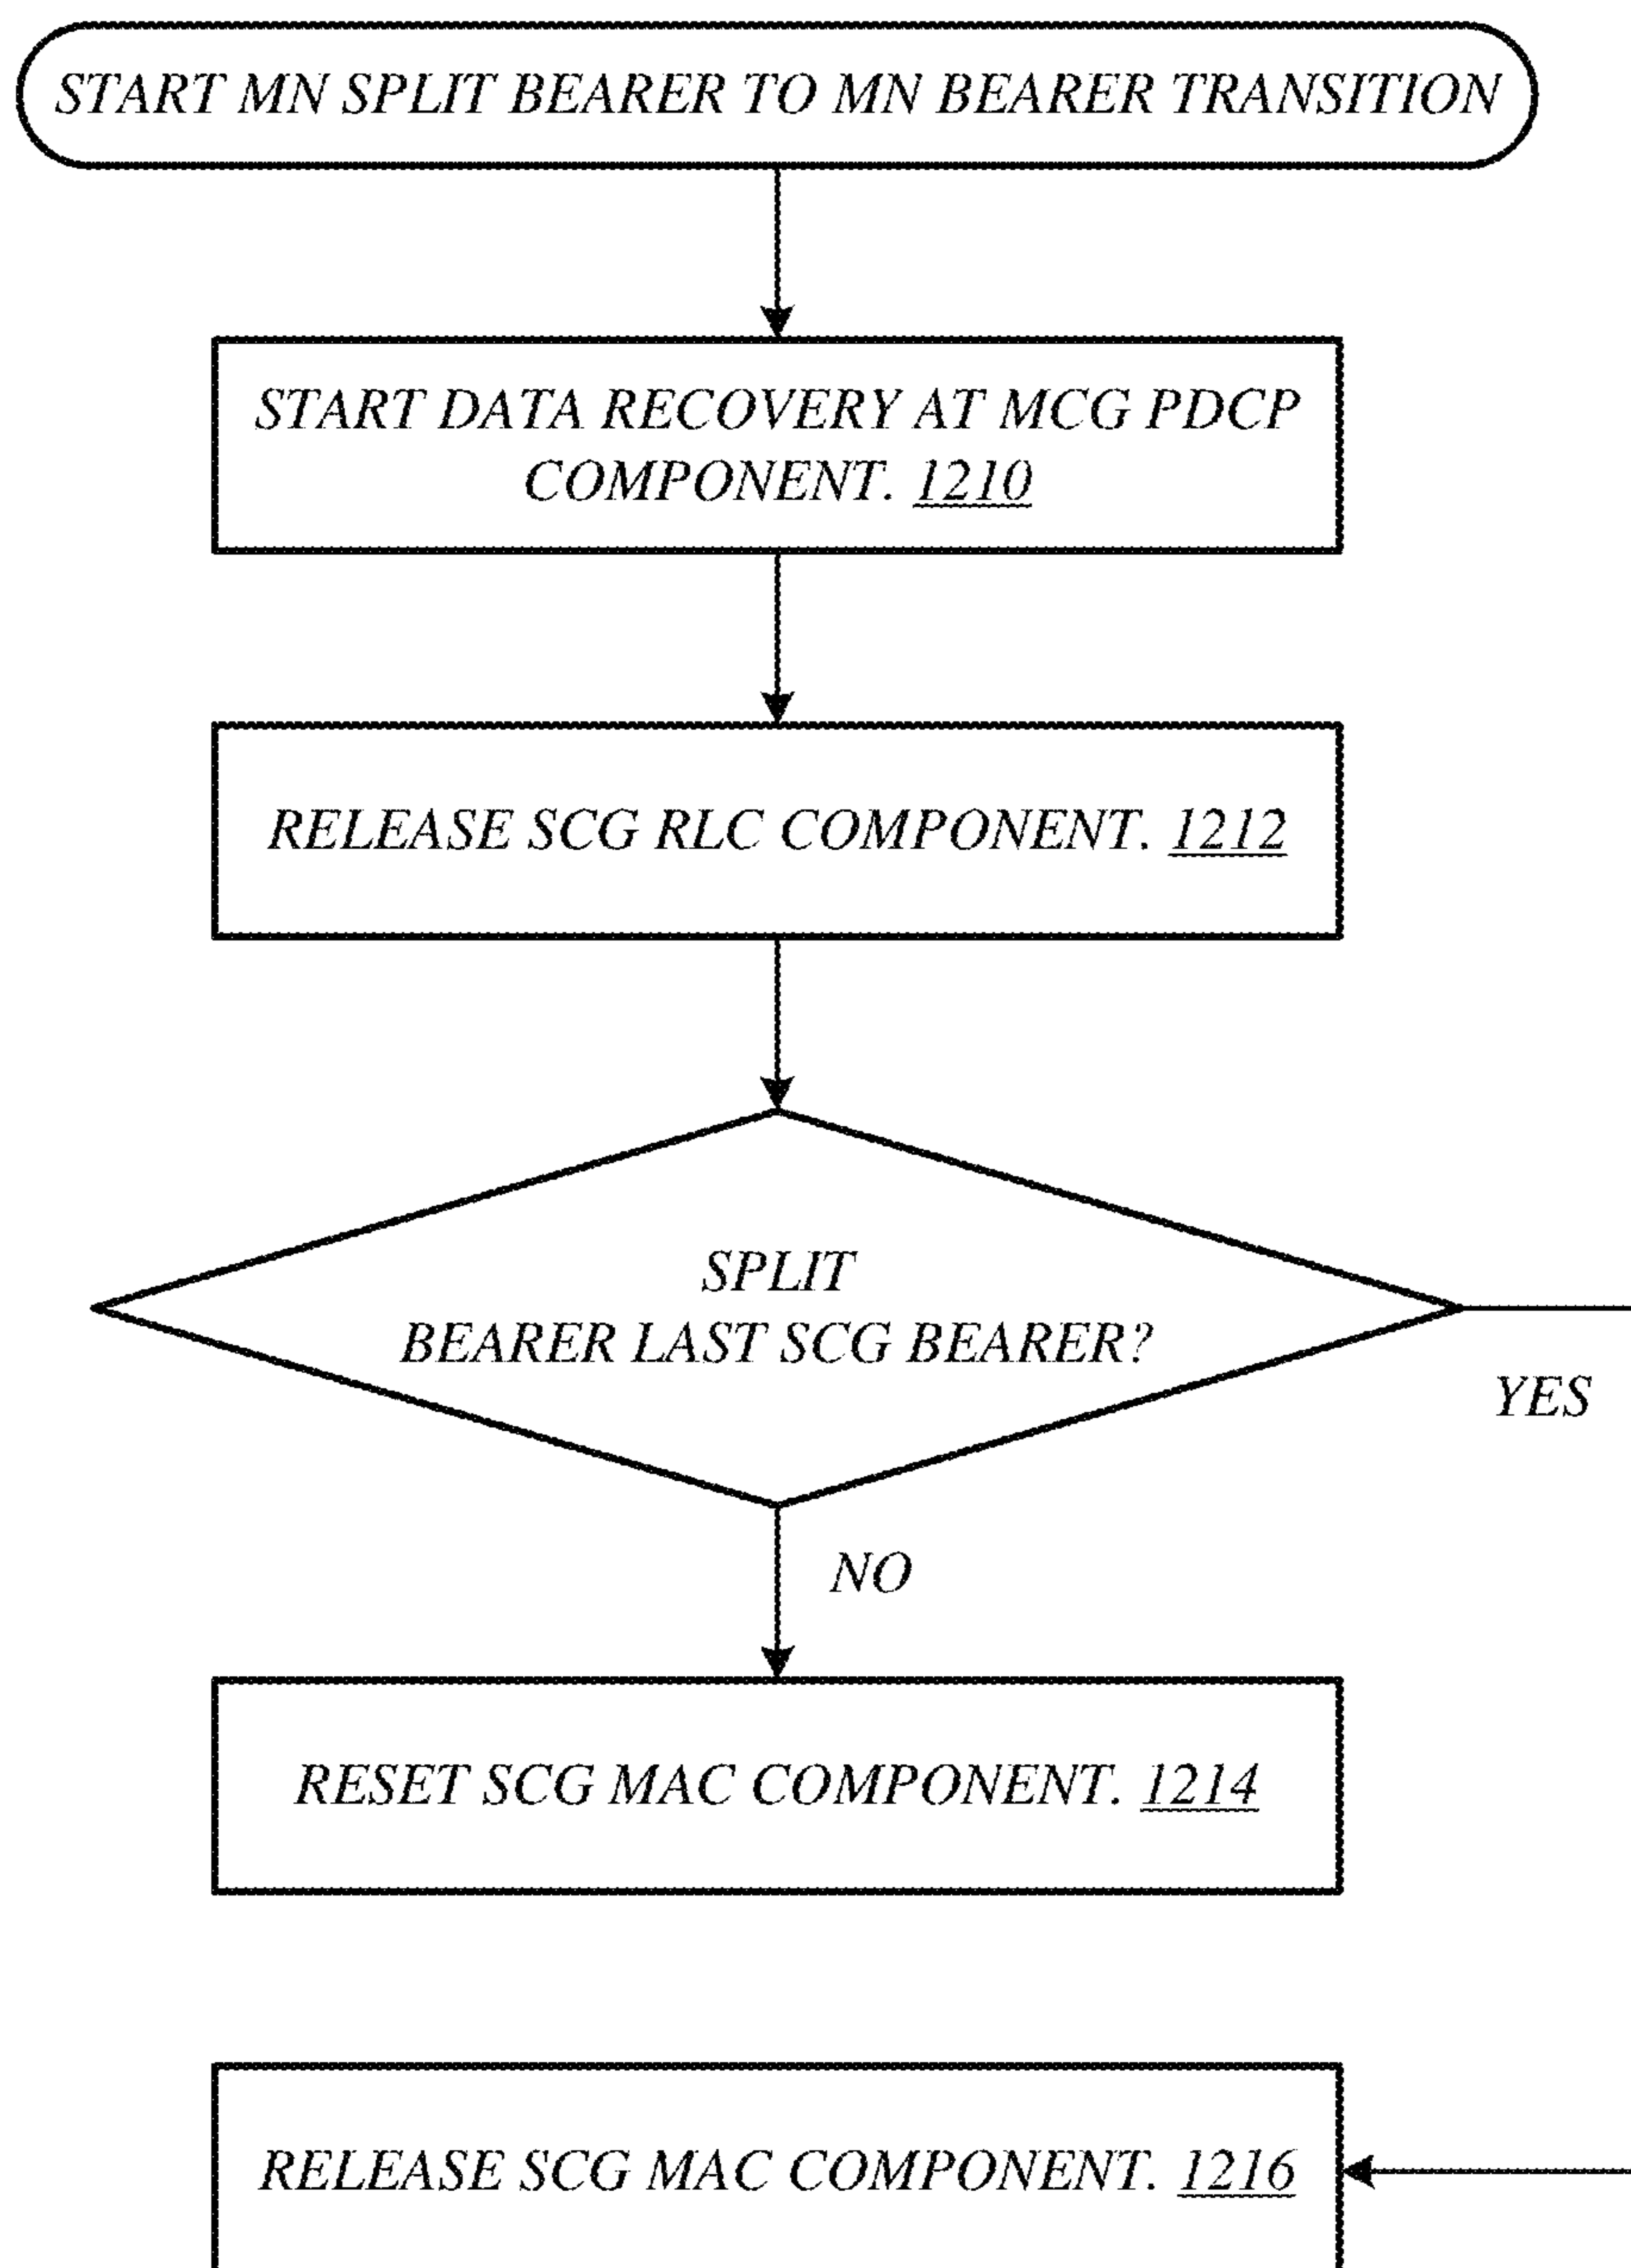 START MN SPLIT BEARER TO MN BEARER TRANSITION
START DATA RECOVERY AT MCG PDCP
COMPONENT. 1210
RELEASE SCG RLC COMPONENT. 1212
SPLIT
BEARER LAST SCG BEARER?
YES
NO
RESET SCG MAC COMPONENT. 1214
RELEASE SCG MAC COMPONENT. 1216